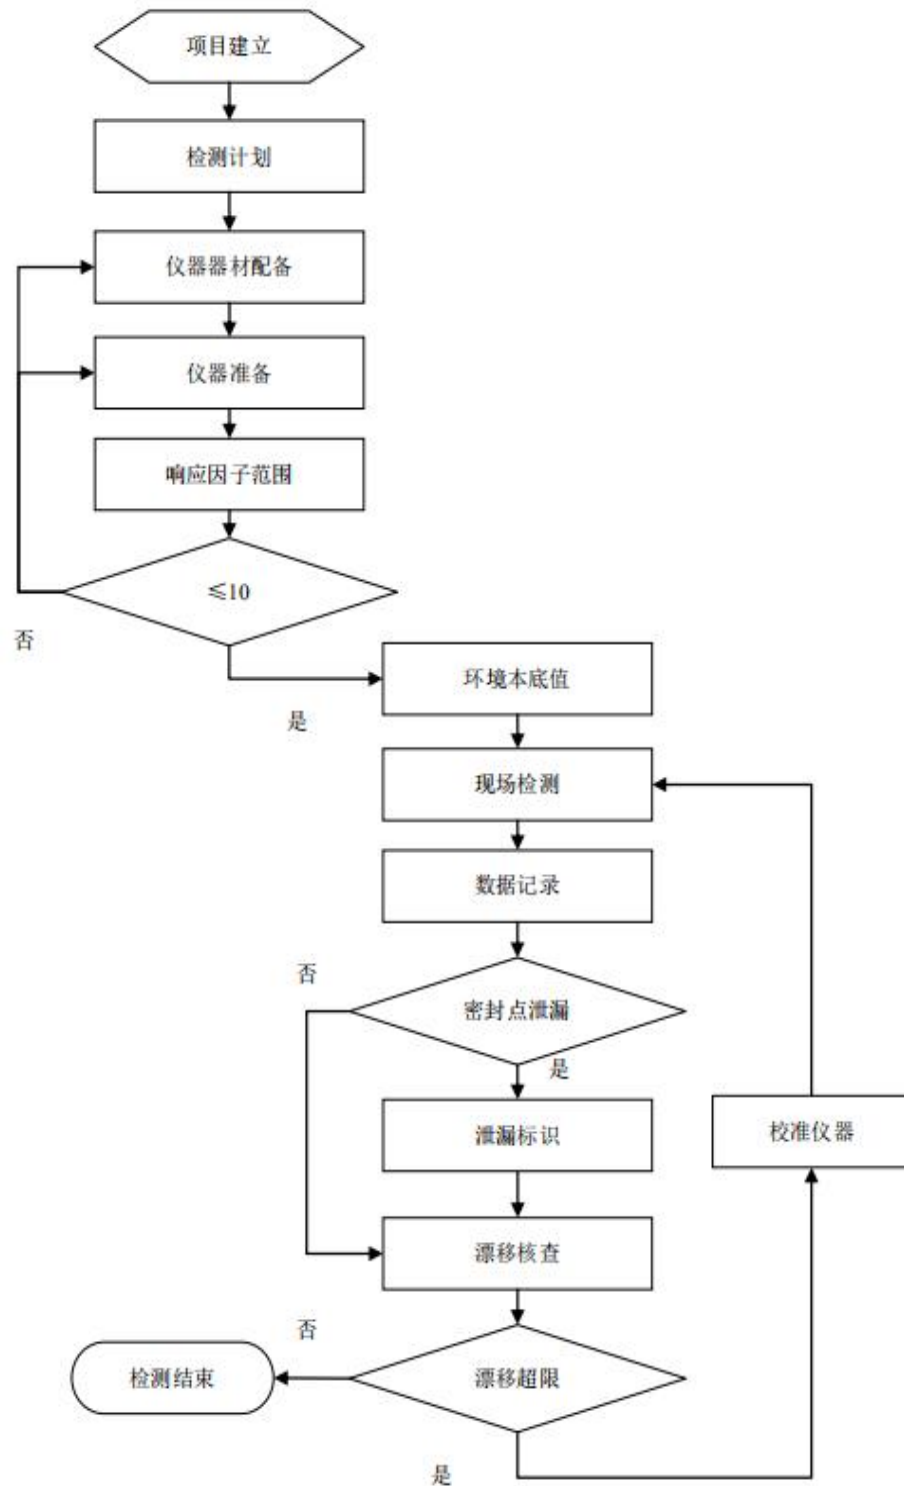 项目建立
检测计划
仪器器材配备
仪器准备
响应因子范围
≤10
否
是
环境本底值
现场检测
数据记录
否
密封点泄漏
是
泄漏标识
校准仪器
漂移核查
否
检测结束
漂移超限
是